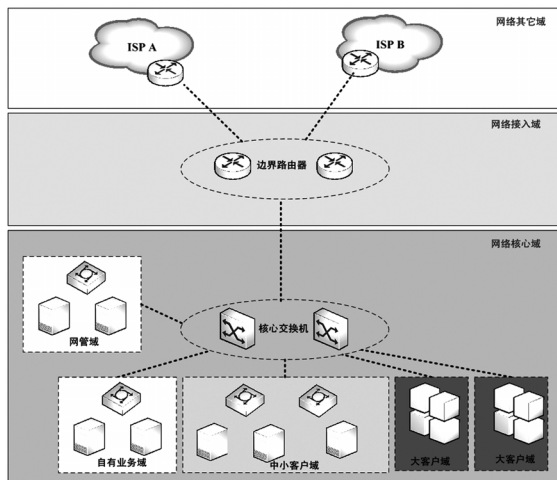 网络其它域
ISP A
ISP B
网络接入域
边界路由器
网络核心域
网管域
核心交换机
自有业务域
中小客户域
大客户域
大客户域